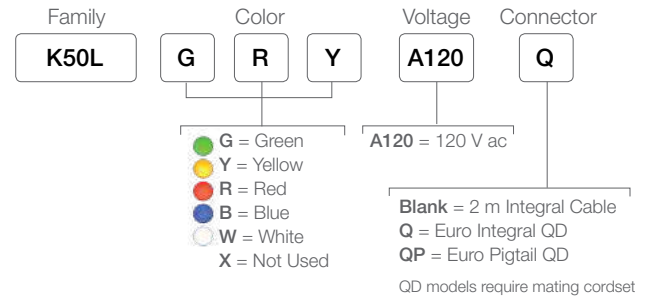 Family Color Voltage Connector
K50L G R Y A120 Q
G = Green
Y = Yellow
R = Red
B = Blue
W = White
X = Not Used
A120 = 120 V ac
Blank = 2 m Integral Cable
Q = Euro Integral QD
QP = Euro Pigtail QD
QD models require mating cordset